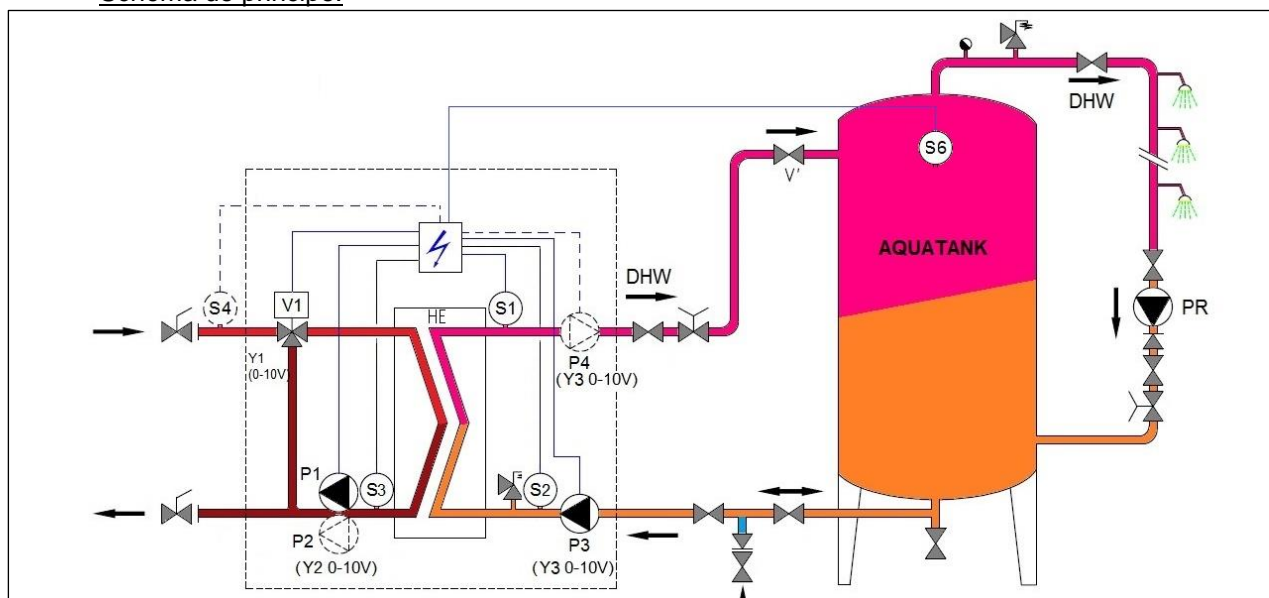 DHW
S6
V'
AQUATANK
S4
V1
S1
DHW
HE
PR
Y1
(0-10V)
P4
(Y3 0-10V)
P1
S3
S2
P2
(Y2 0-10V)
P3
(Y3 0-10V)